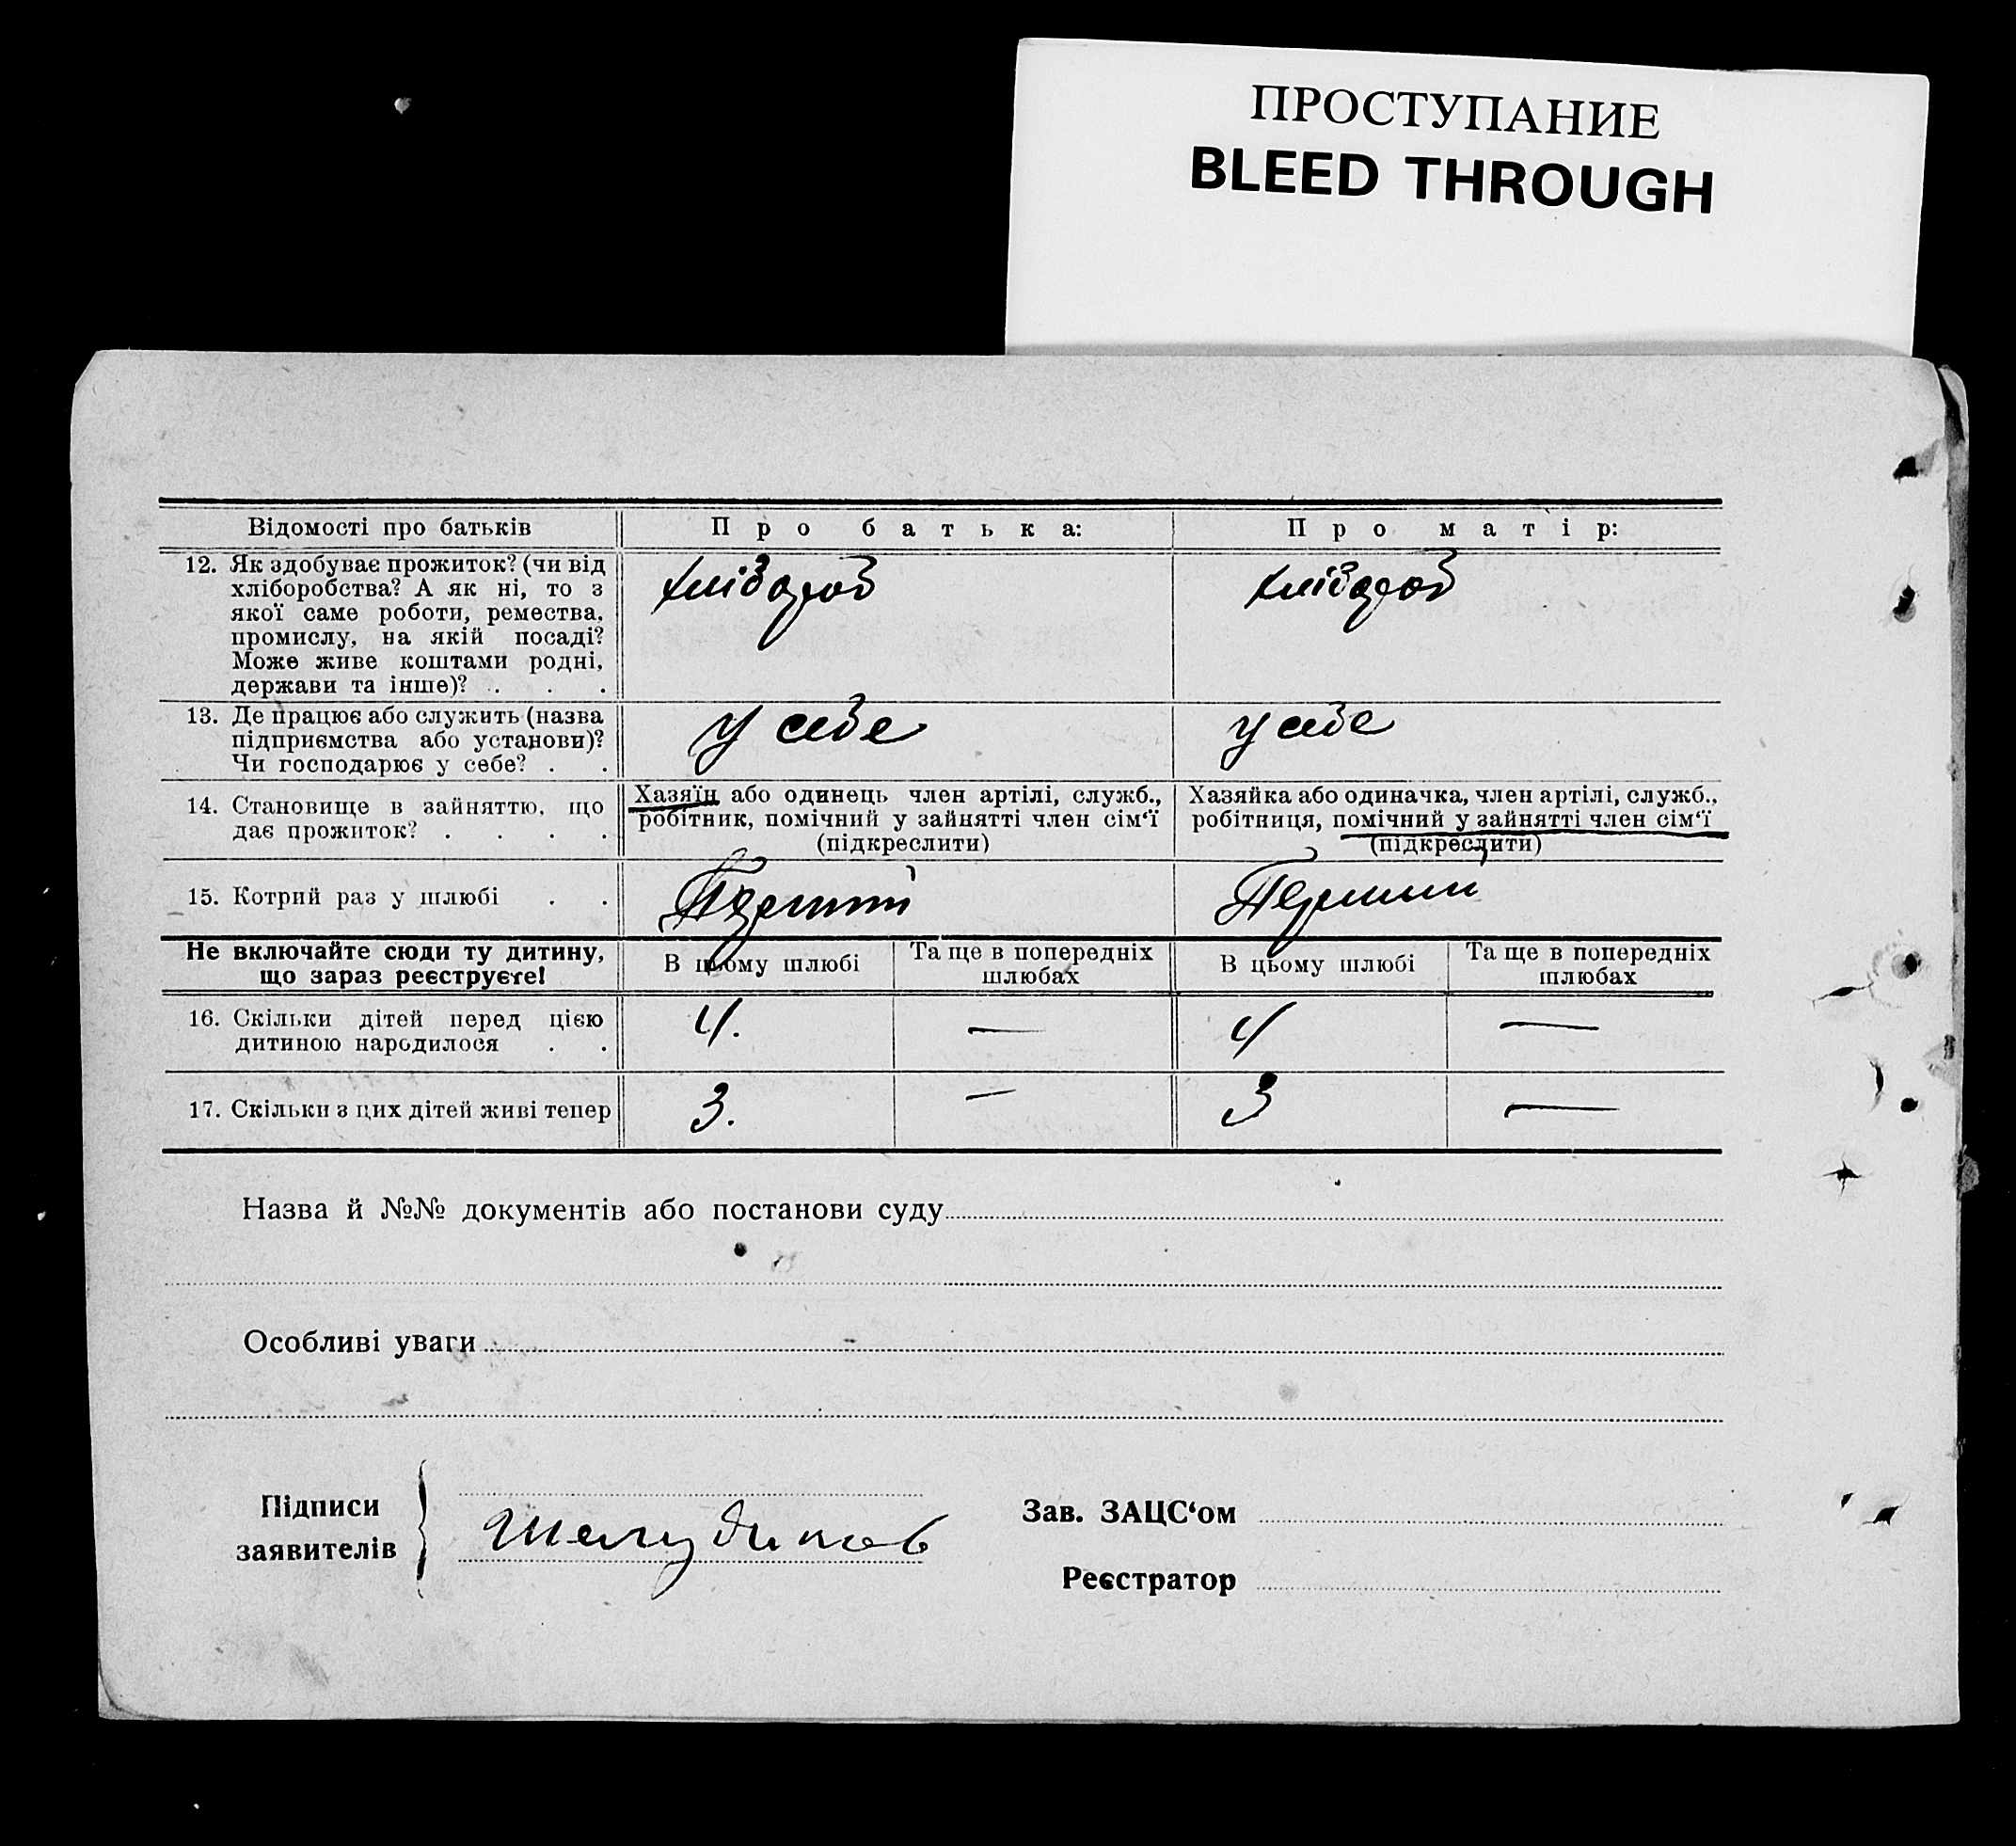 ПРОСТУПАНИЕ
BLEED THROUGH
Відомості про батьків
Про батька:
Про матір:
12. Як здобуває прожиток? (чи від
хліборобства? А як ні, то з
якої саме роботи, ремества,
промислу, на якій посаді?
Може живе коштами родні,
держави та інше)? . . .
хлібороб
хлібороб
13. Де працює або служить (назва
підприємства або установи)?
Чи господарює у себе? . .
у себе
у себе
14. Становище в зайняттю, що
дає прожиток? . . . .
Хазяїн або одинець член артілі, служб.,
робітник, помічний у зайнятті член сім‘ї
(підкреслити)
Хазяйка або одиначка, член артілі, служб.,
робітниця, помічний у зайнятті член сім‘ї
(підкреслити)
15. Котрий раз у шлюбі . .
Перший
Перший
Не включайте сюди ту дитину,
що зараз реєструєте!
В цьому шлюбі
Та ще в попередніх
шлюбах
В цьому шлюбі
Та ще в попередніх
шлюбах
16. Скільки дітей перед цією
дитиною народилося . .
4. — 4 —
17. Скільки з цих дітей живі тепер
3. — 3 —
Назва й №№ документів або постанови суду
Особливі уваги
Підписи
заявителів
Шелудиков
Зав. ЗАЦС‘ом
Реєстратор